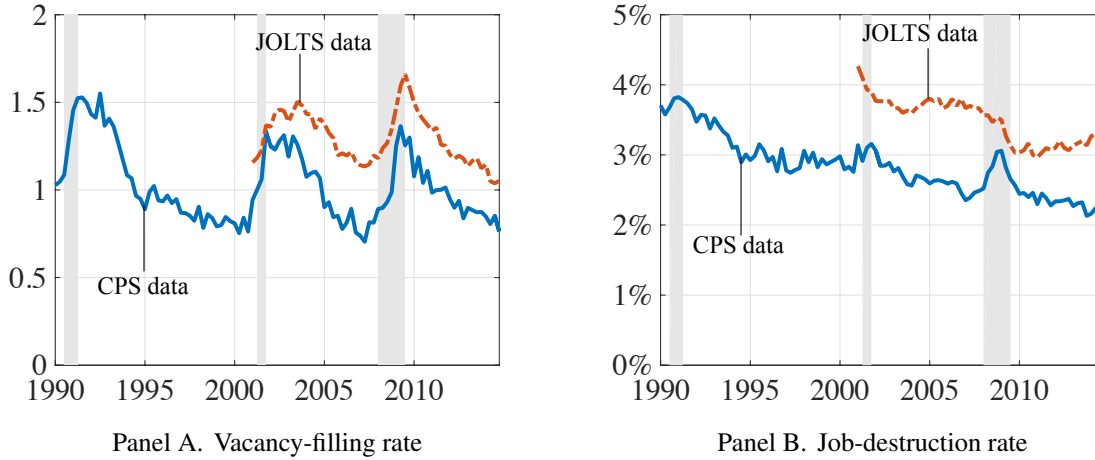 2
1.5
1
0.5
0
1990 1995 2000 2005 2010
JOLTS data
CPS data
Panel A. Vacancy-filling rate
5%
4%
3%
2%
1%
0%
1990 1995 2000 2005 2010
JOLTS data
CPS data
Panel B. Job-destruction rate